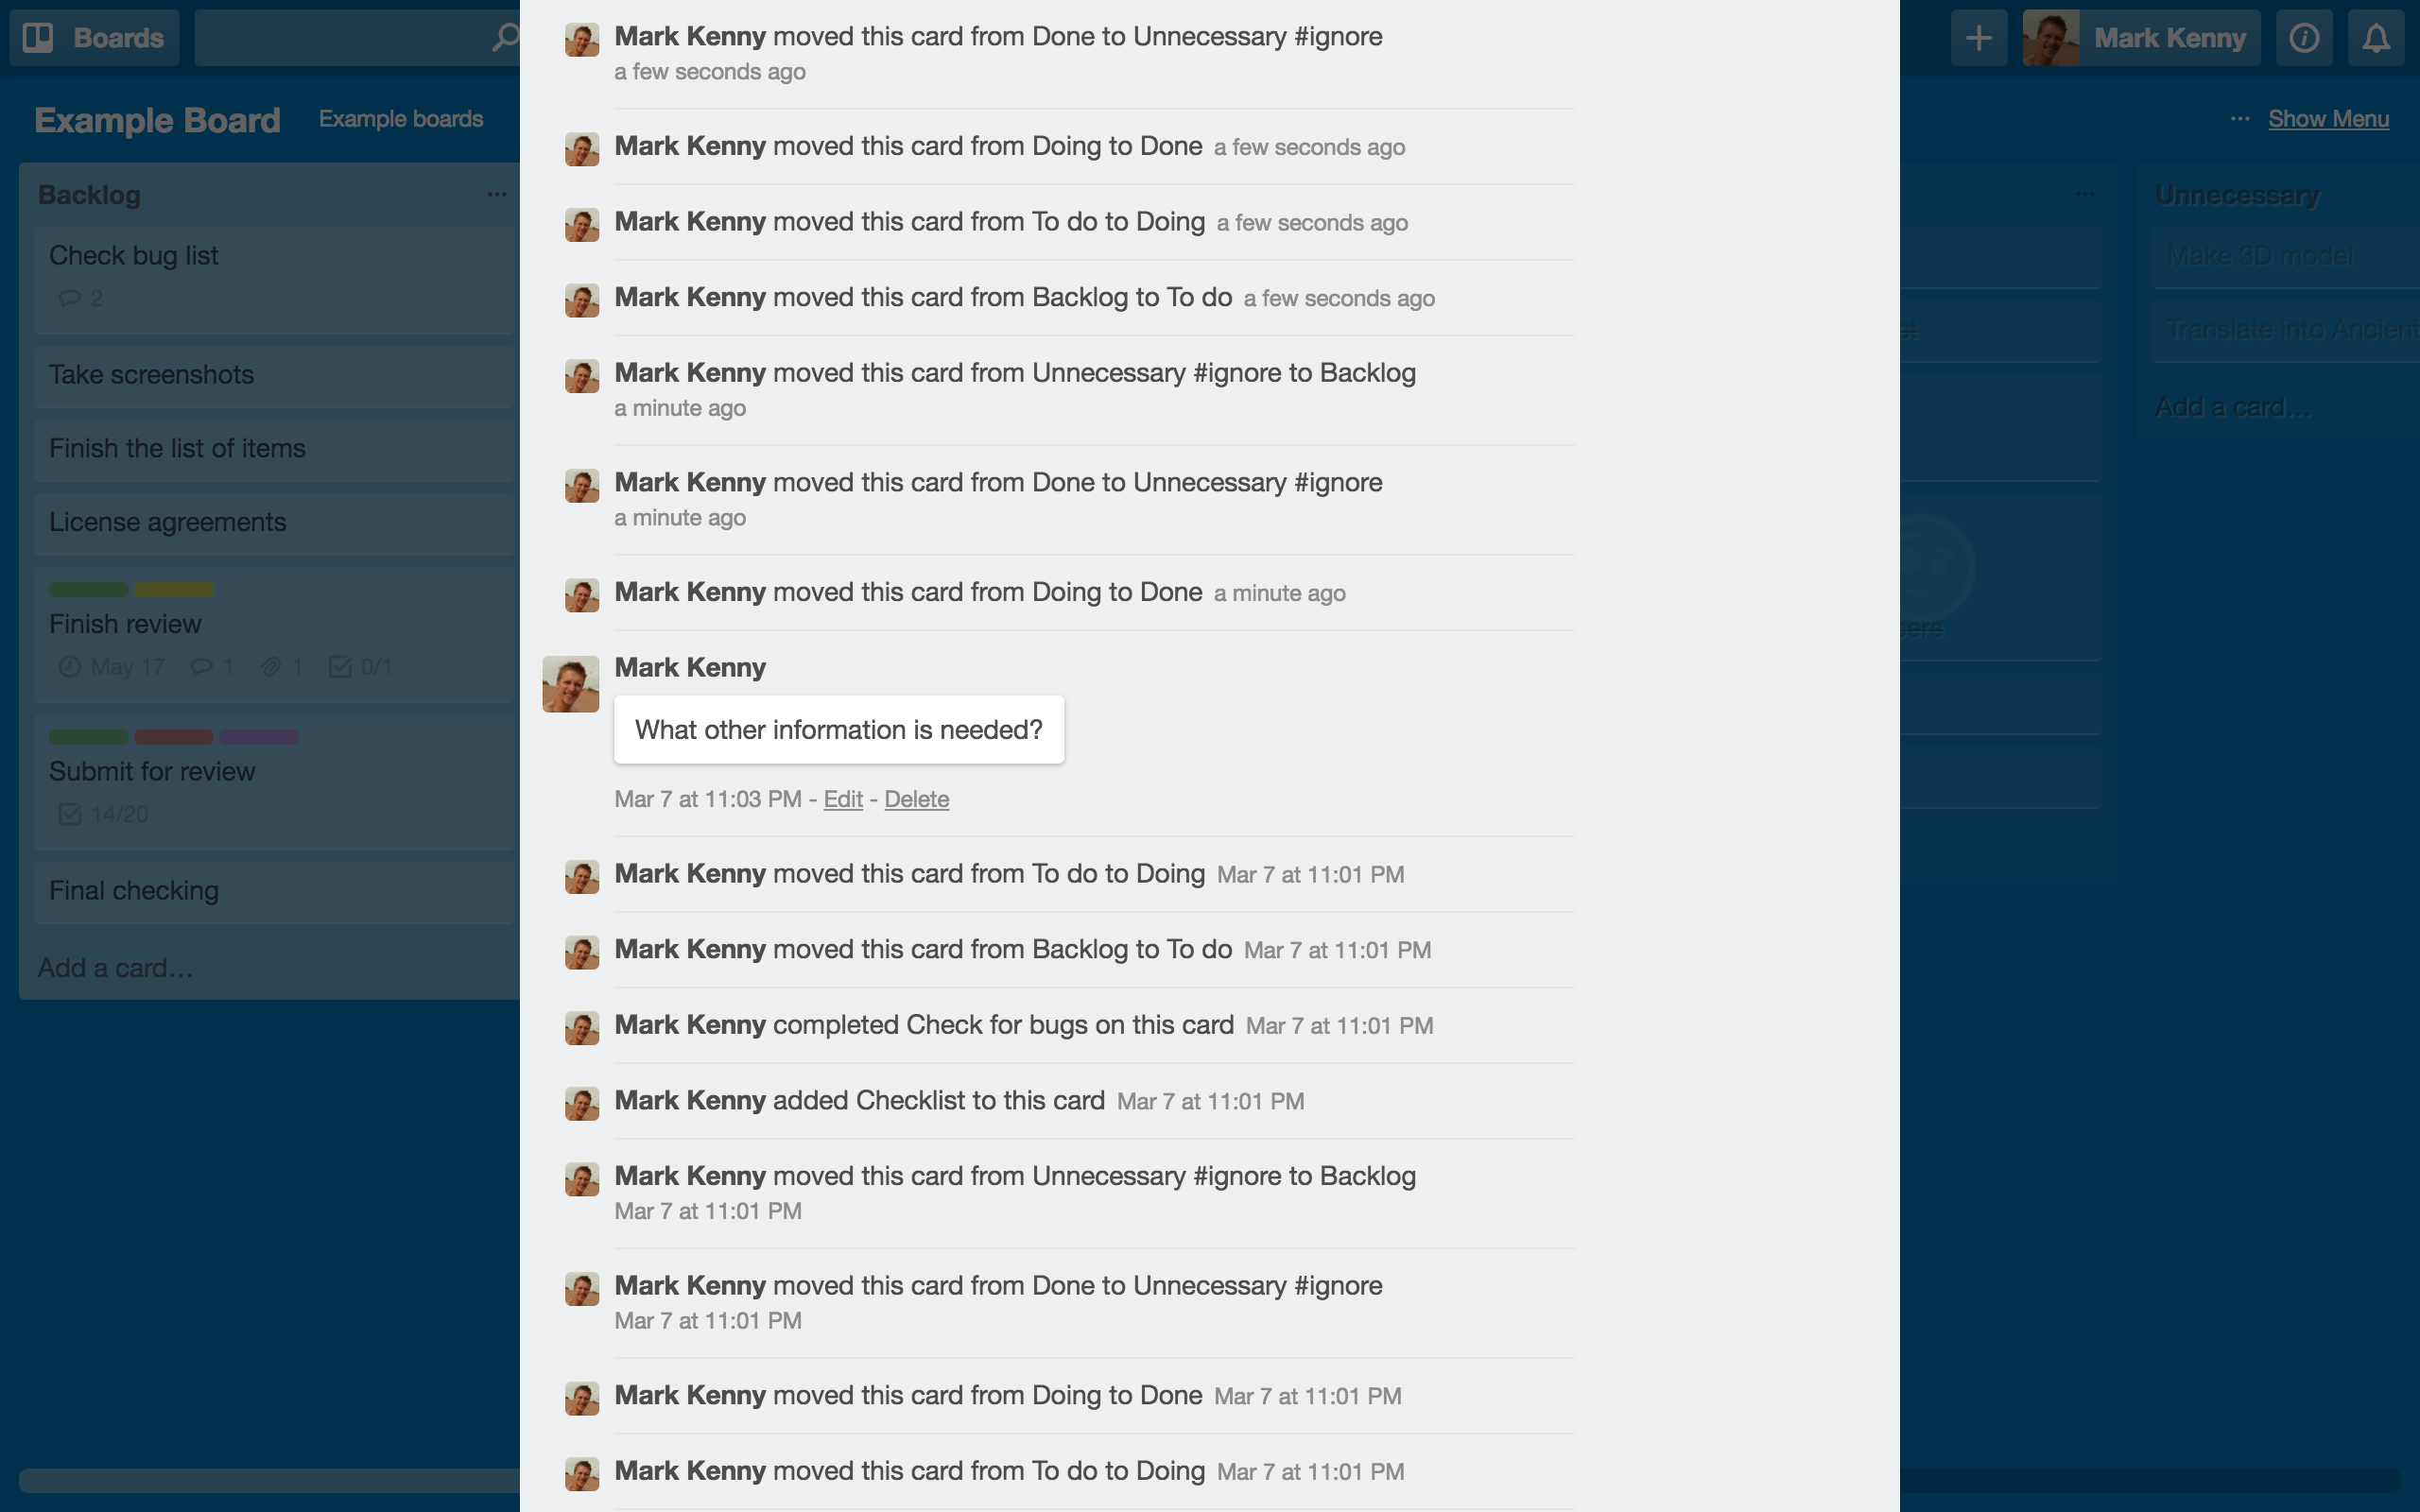 Boards
Mark Kenny
Example Board
Example boards
Show Menu
Backlog
Check bug list
2
Take screenshots
Finish the list of items
License agreements
Finish review
May 17 1 1 0/1
Submit for review
14/20
Final checking
Add a card…
Mark Kenny moved this card from Done to Unnecessary #ignore
a few seconds ago
Mark Kenny moved this card from Doing to Done a few seconds ago
Mark Kenny moved this card from To do to Doing a few seconds ago
Mark Kenny moved this card from Backlog to To do a few seconds ago
Mark Kenny moved this card from Unnecessary #ignore to Backlog
a minute ago
Mark Kenny moved this card from Done to Unnecessary #ignore
a minute ago
Mark Kenny moved this card from Doing to Done a minute ago
Mark Kenny
What other information is needed?
Mar 7 at 11:03 PM - Edit - Delete
Mark Kenny moved this card from To do to Doing Mar 7 at 11:01 PM
Mark Kenny moved this card from Backlog to To do Mar 7 at 11:01 PM
Mark Kenny completed Check for bugs on this card Mar 7 at 11:01 PM
Mark Kenny added Checklist to this card Mar 7 at 11:01 PM
Mark Kenny moved this card from Unnecessary #ignore to Backlog
Mar 7 at 11:01 PM
Mark Kenny moved this card from Done to Unnecessary #ignore
Mar 7 at 11:01 PM
Mark Kenny moved this card from Doing to Done Mar 7 at 11:01 PM
Mark Kenny moved this card from To do to Doing Mar 7 at 11:01 PM
Unnecessary
Make 3D model
Translate into Ancient
Add a card…